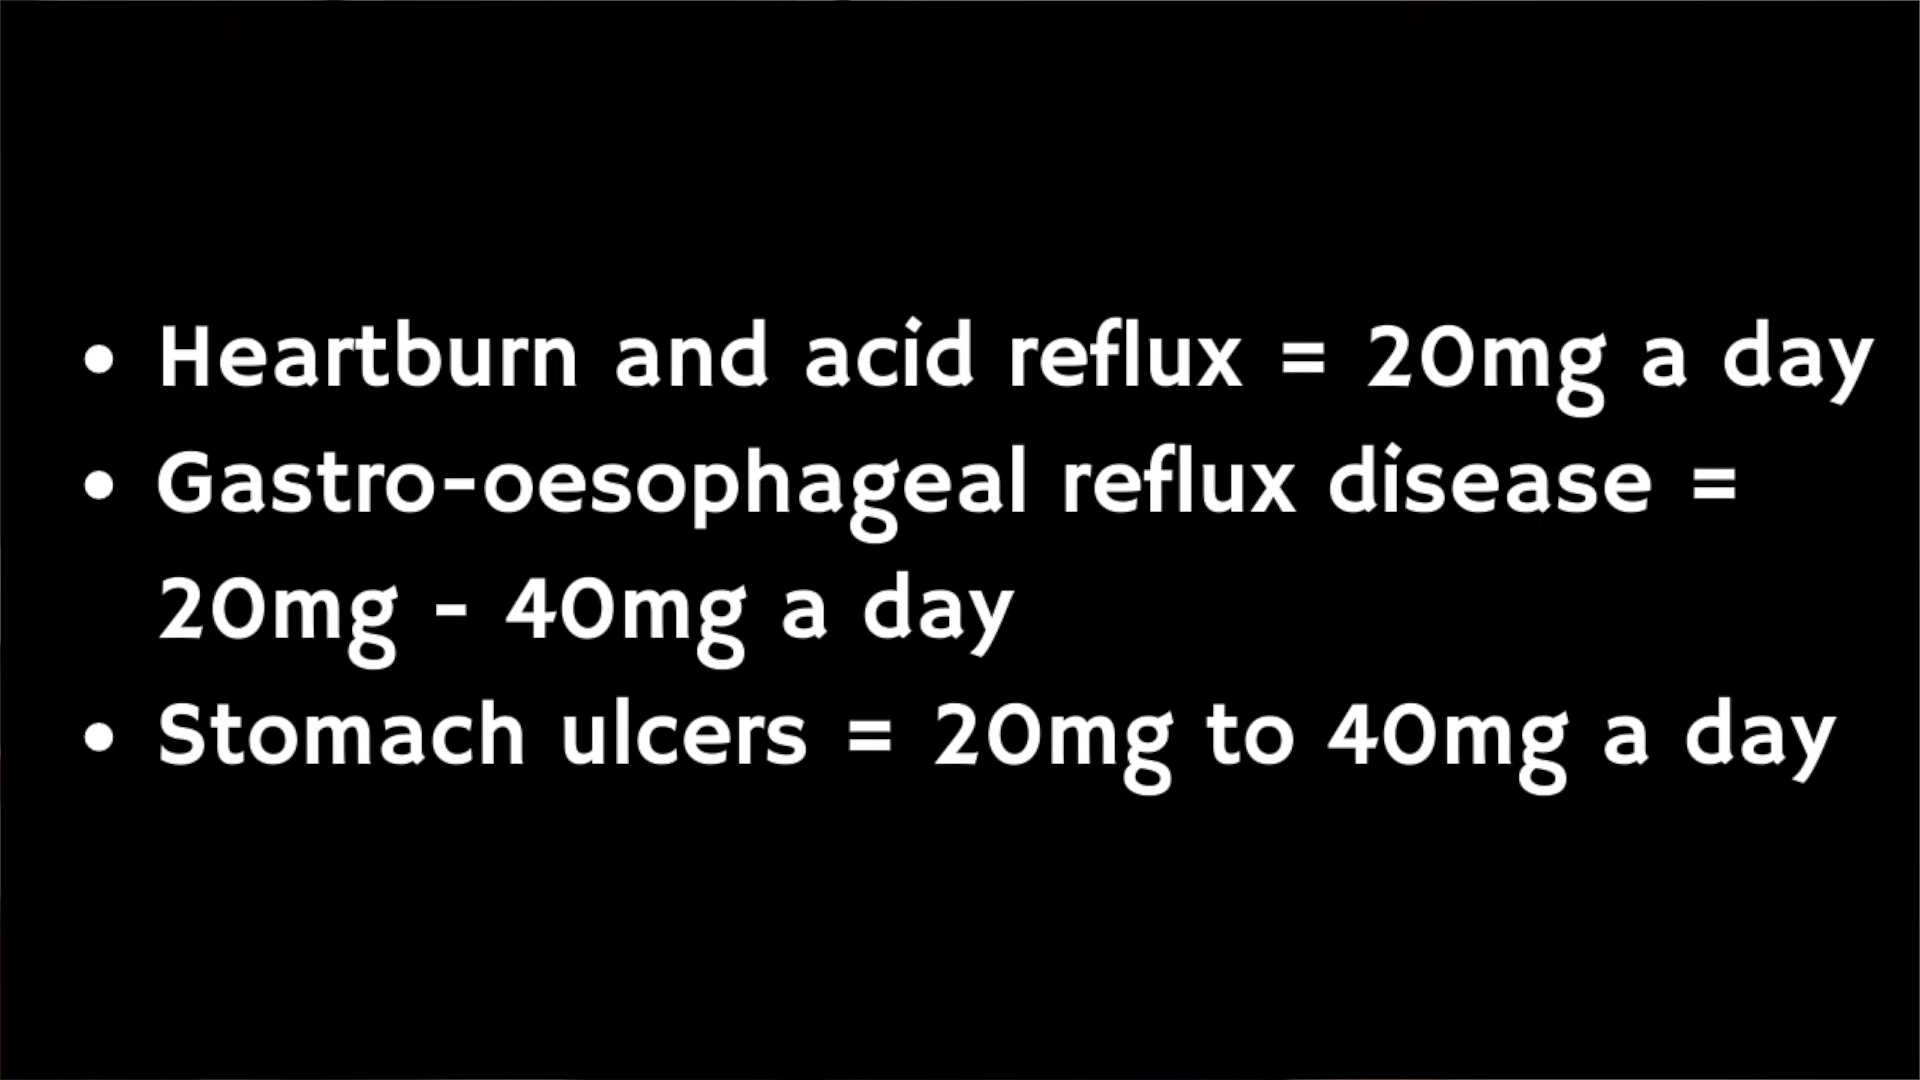 • Heartburn and acid reflux = 20mg a day
• Gastro-oesophageal reflux disease =
20mg - 40mg a day
• Stomach ulcers = 20mg to 40mg a day